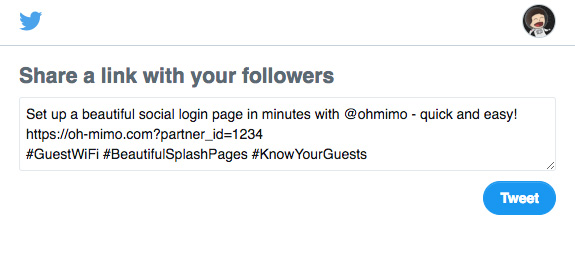 Share a link with your followers
Set up a beautiful social login page in minutes with @ohmimo - quick and easy!
https://oh-mimo.com?partner_id=1234
#GuestWiFi #BeautifulSplashPages #KnowYourGuests
Tweet